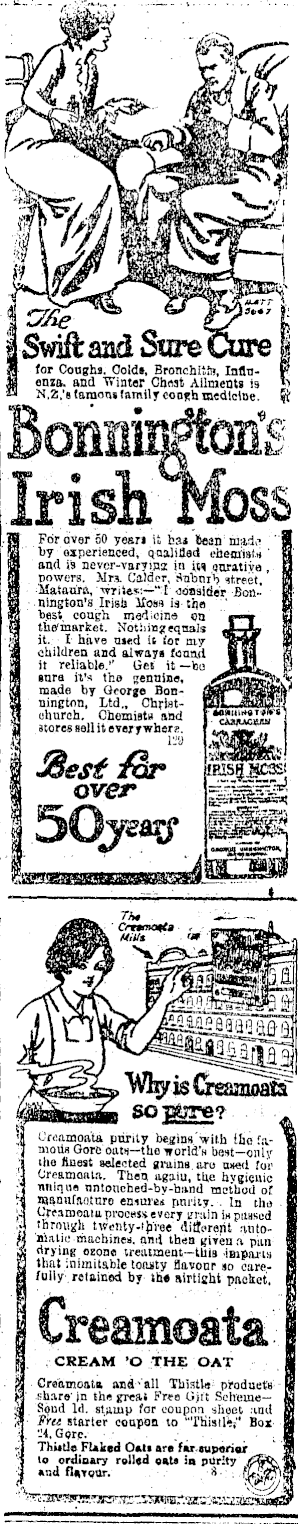 The
Swift and Sure Cure
for Coughs, Colds, Bronchitis, Influ-
enza, and Winter Chest Ailments is
N.Z.'s famous family cough medicine.
Bonnington's
Irish Moss
For over 50 years it has been made
by experienced, qualified chemists
and is never-varying in its curative
powers. Mrs. Calder, Suburb street,
Mataura, writes:—"I consider Bon-
nington's Irish Moss is the
best cough medicine on
the market. Nothing equals
it. I have used it for my
children and always found
it reliable." Get it—be
sure it's the genuine,
made by George Bon-
nington, Ltd., Christ-
church. Chemists and
stores sell it everywhere.
120
BONNINGTON'S
CARRAGEEN
IRISH MOSS
GEORGE BONNINGTON,
Best for
over
50 years
The
Creamoata
Mills
Why is Creamoata
so pure?
Creamoata purity begins with the fa-
mous Gore oats—the world's best—only
the finest selected grains are used for
Creamoata. Then again, the hygienic
unique untouched-by-hand method of
manufacture ensures purity. In the
Creamoata process every grain is passed
through twenty-three different auto-
matic machines, and then given a pan
drying ozone treatment—this imparts
that inimitable toasty flavour so care-
fully retained by the airtight packet.
Creamoata
CREAM 'O THE OAT
Creamoata and all Thistle products
share in the great Free Gift Scheme—
Send 1d. stamp for coupon sheet and
Free starter coupon to "Thistle," Box
24, Gore.
Thistle Flaked Oats are far superior
to ordinary rolled oats in purity
and flavour. 8